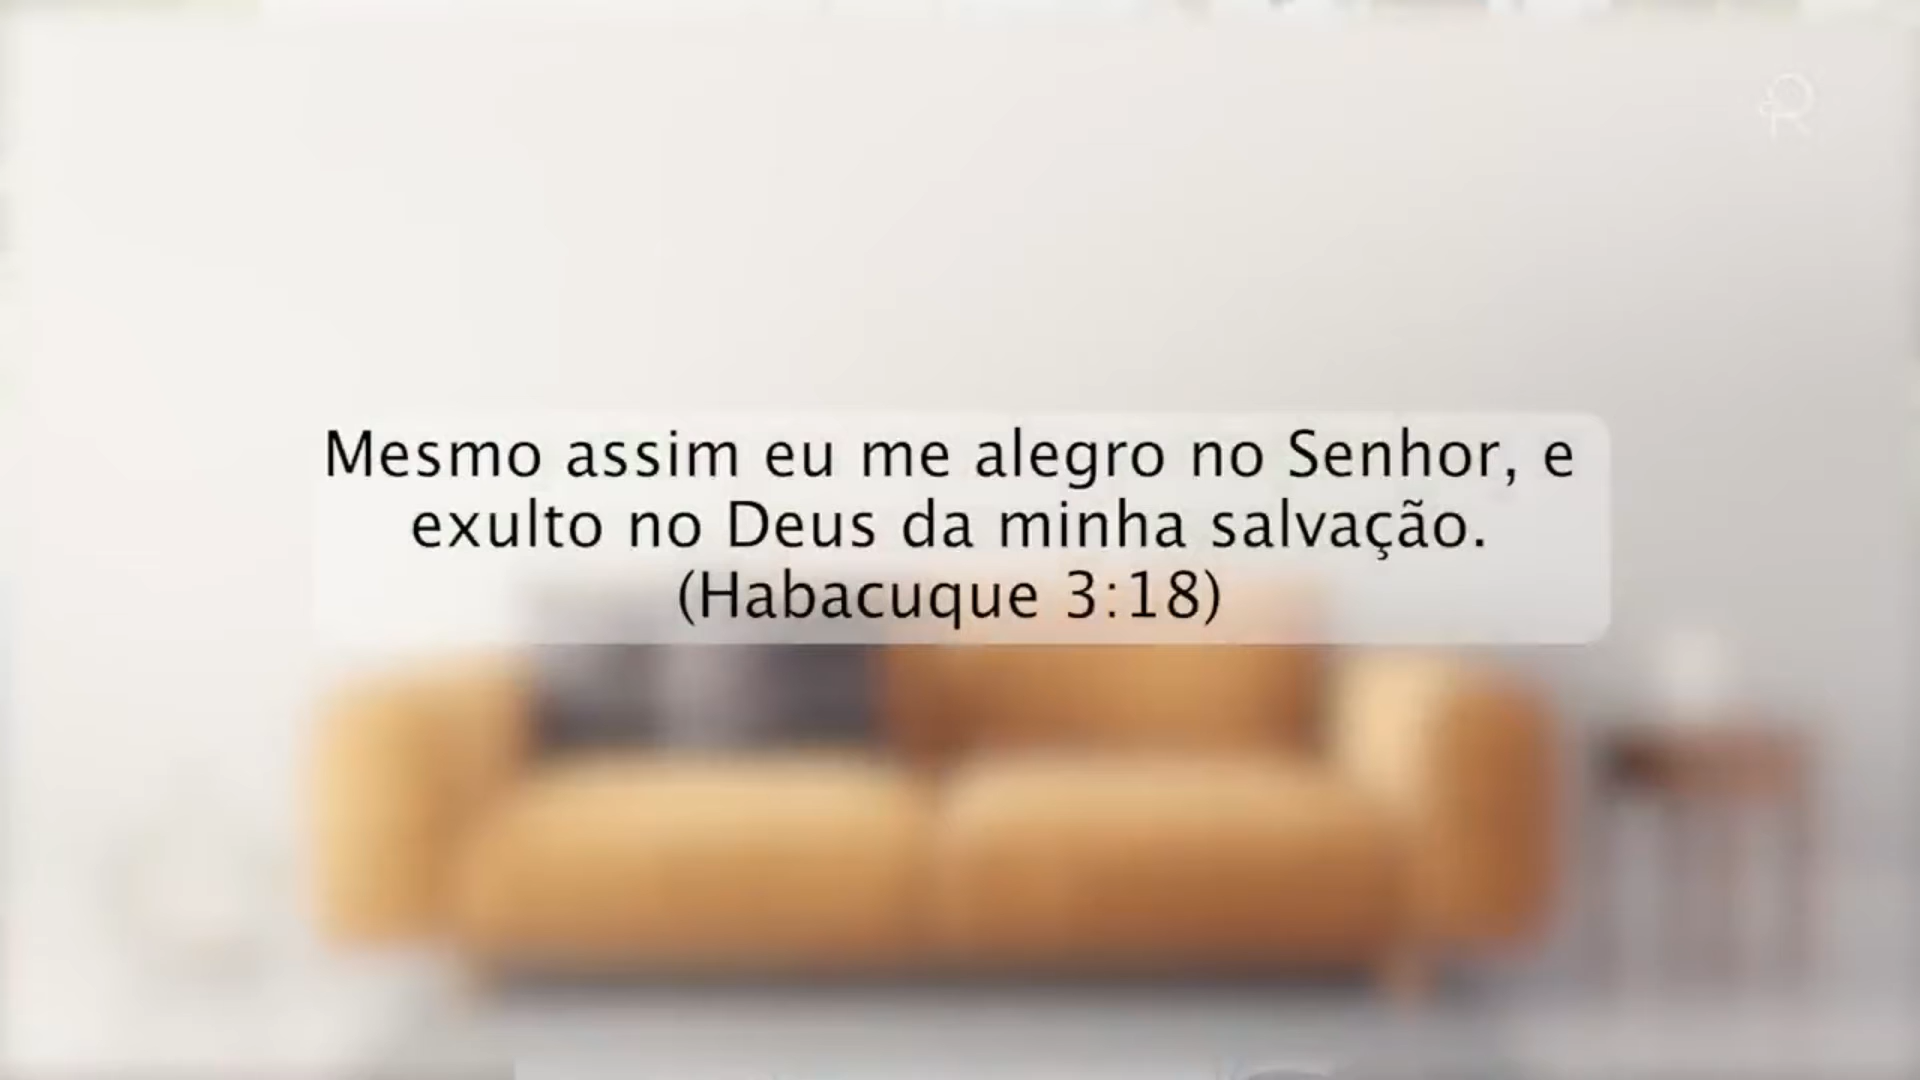 Mesmo assim eu me alegro no Senhor, e
exulto no Deus da minha salvação.
(Habacuque 3:18)